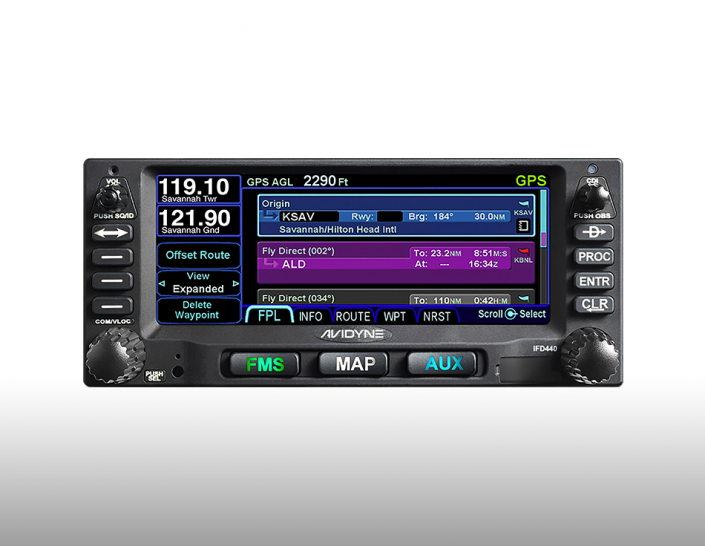 VOL
PUSH SQ/ID
119.10
Savannah Twr
121.90
Savannah Gnd
Offset Route
View
Expanded
Delete
Waypoint
COM/VLOC
PUSH
SEL
GPS AGL 2290 Ft
GPS
Origin
KSAV Rwy: Brg: 184° 30.0NM
Savannah/Hilton Head Intl
KSAV
Fly Direct (002°) To: 23.2NM 8:51M:S
ALD At: --- 16:34Z
KBNL
Fly Direct (034°) To: 110NM 0:42H:M
FPL INFO ROUTE WPT NRST
Scroll Select
AVIDYNE
FMS MAP AUX
CDI
PUSH OBS
D
PROC
ENTR
CLR
IFD440